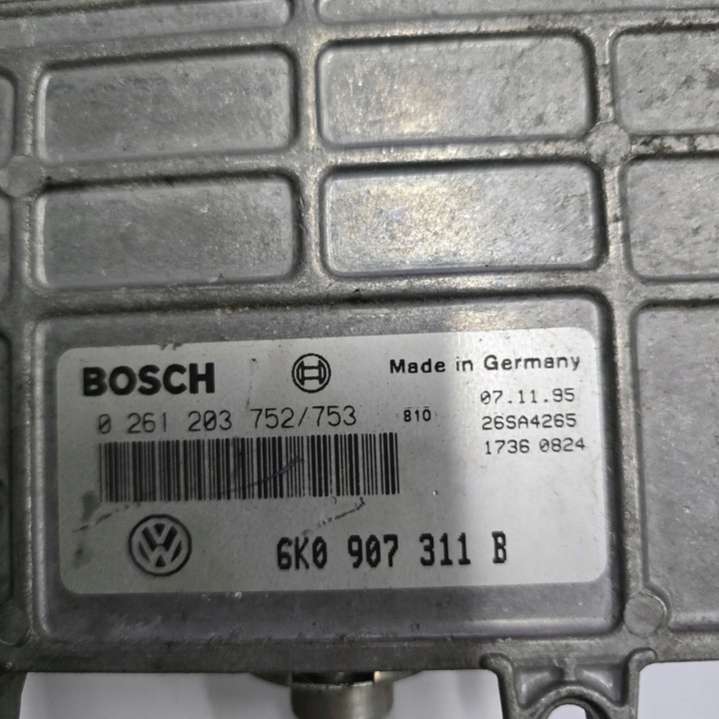 BOSCH
Made in Germany
0 261 203 752/753
810
07.11.95
26SA4265
1736 0824
6K0 907 311 B